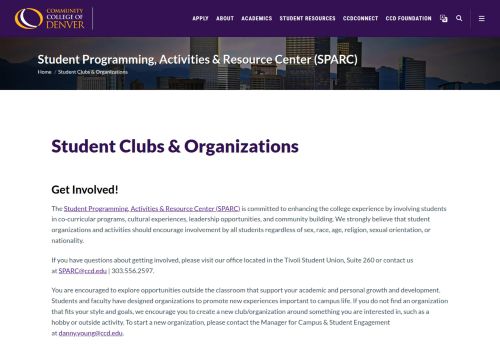 COMMUNITY
COLLEGE OF
DENVER
APPLY ABOUT ACADEMICS STUDENT RESOURCES CCDCONNECT CCD FOUNDATION
Student Programming, Activities & Resource Center (SPARC)
Home / Student Clubs & Organizations
Student Clubs & Organizations
Get Involved!
The Student Programming, Activities & Resource Center (SPARC) is committed to enhancing the college experience by involving students
in co-curricular programs, cultural experiences, leadership opportunities, and community building. We strongly believe that student
organizations and activities should encourage involvement by all students regardless of sex, race, age, religion, sexual orientation, or
nationality.
If you have questions about getting involved, please visit our office located in the Tivoli Student Union, Suite 260 or contact us
at SPARC@ccd.edu | 303.556.2597.
You are encouraged to explore opportunities outside the classroom that support your academic and personal growth and development.
Students and faculty have designed organizations to promote new experiences important to campus life. If you do not find an organization
that fits your style and goals, we encourage you to create a new club/organization around something you are interested in, such as a
hobby or outside activity. To start a new organization, please contact the Manager for Campus & Student Engagement
at danny.young@ccd.edu.